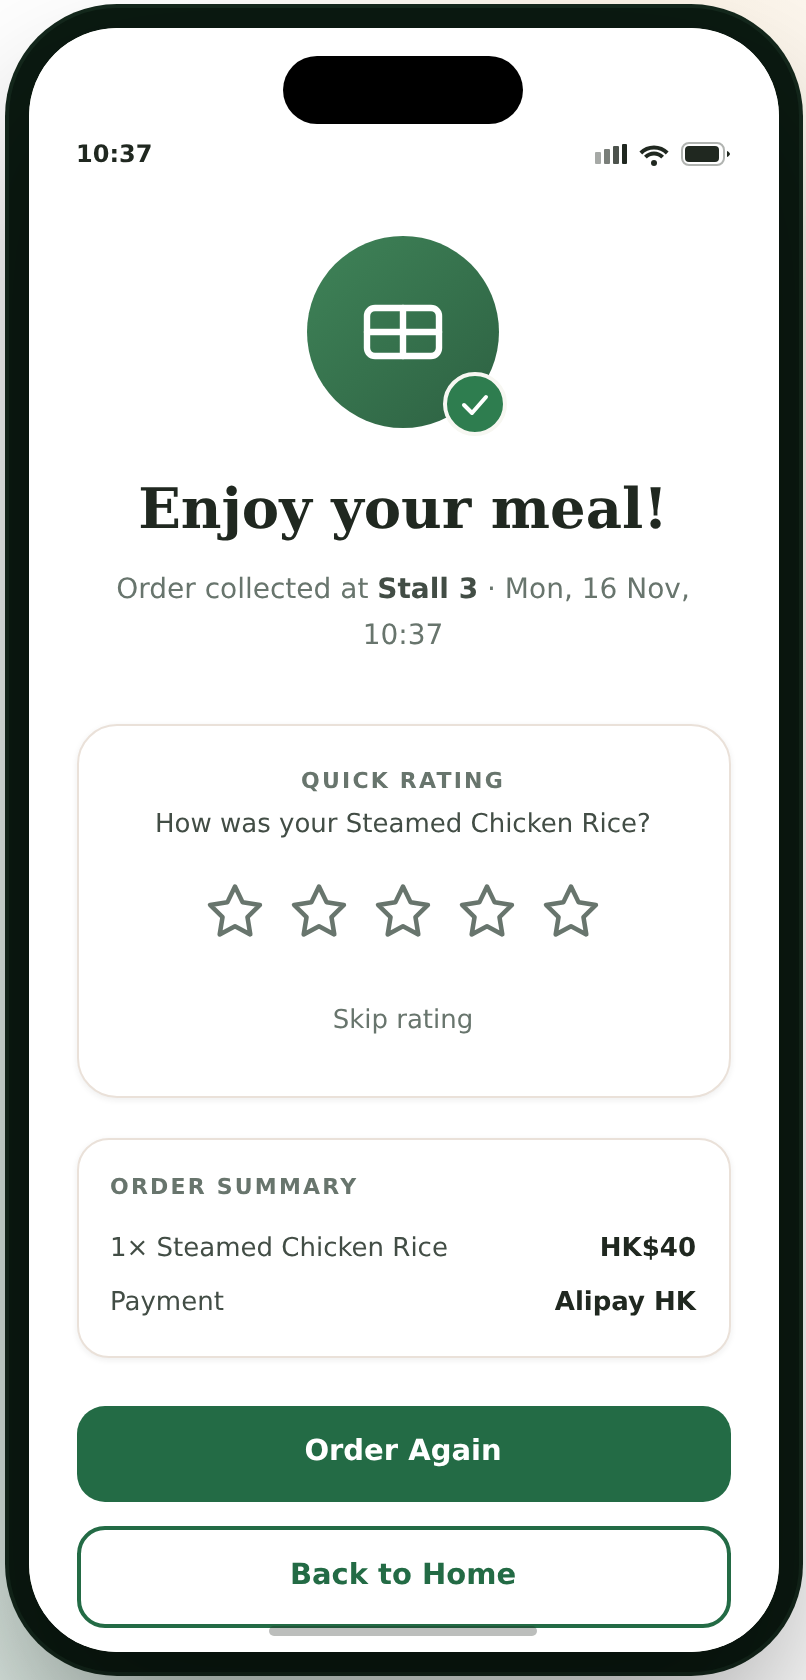 10:37
Enjoy your meal!
Order collected at Stall 3 · Mon, 16 Nov,
10:37
QUICK RATING
How was your Steamed Chicken Rice?
Skip rating
ORDER SUMMARY
1× Steamed Chicken Rice HK$40
Payment Alipay HK
Order Again
Back to Home